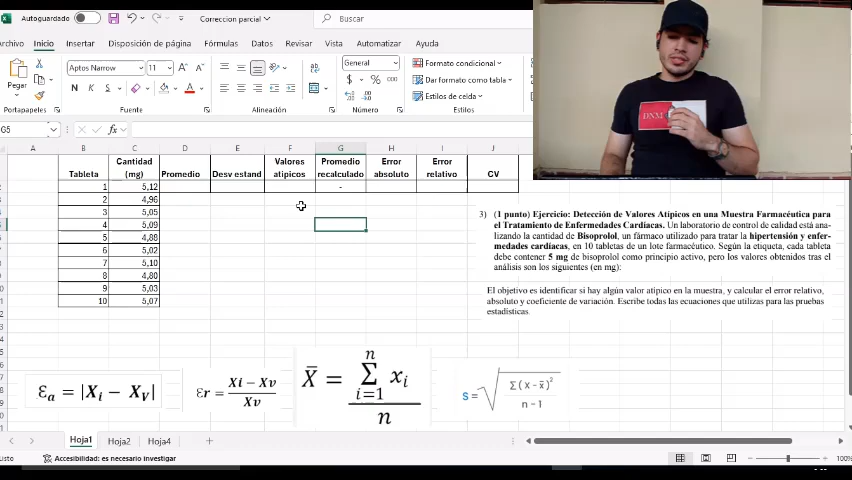 Autoguardado
Correccion parcial
Buscar
Archivo Inicio Insertar Disposición de página Fórmulas Datos Revisar Vista Automatizar Ayuda
Pegar
Aptos Narrow 11
General
N K S
Formato condicional
Dar formato como tabla
Estilos de celda
Portapapeles Fuente Alineación Número Estilos
G5
fx
A B C D E F G H I J
Tableta Cantidad (mg) Promedio Desv estand Valores atipicos Promedio recalculado Error absoluto Error relativo CV
1 5,12 -
2 4,96
3 5,05
4 5,09
5 4,88
6 5,02
7 5,10
8 4,80
9 5,03
10 5,07
3) (1 punto) Ejercicio: Detección de Valores Atípicos en una Muestra Farmacéutica para
el Tratamiento de Enfermedades Cardíacas. Un laboratorio de control de calidad está ana-
lizando la cantidad de Bisoprolol, un fármaco utilizado para tratar la hipertensión y enfer-
medades cardíacas, en 10 tabletas de un lote farmacéutico. Según la etiqueta, cada tableta
debe contener 5 mg de bisoprolol como principio activo, pero los valores obtenidos tras el
análisis son los siguientes (en mg):
El objetivo es identificar si hay algún valor atípico en la muestra, y calcular el error relativo,
absoluto y coeficiente de variación. Escribe todas las ecuaciones que utilizas para las pruebas
estadísticas.
Ɛa = |Xi − XV|
Ɛr = Xi − Xv / Xv
X̄ = Σ i=1 n xi / n
S = √ Σ(x-x̄)² / n-1
Hoja1 Hoja2 Hoja4
Listo Accesibilidad: es necesario investigar
100%